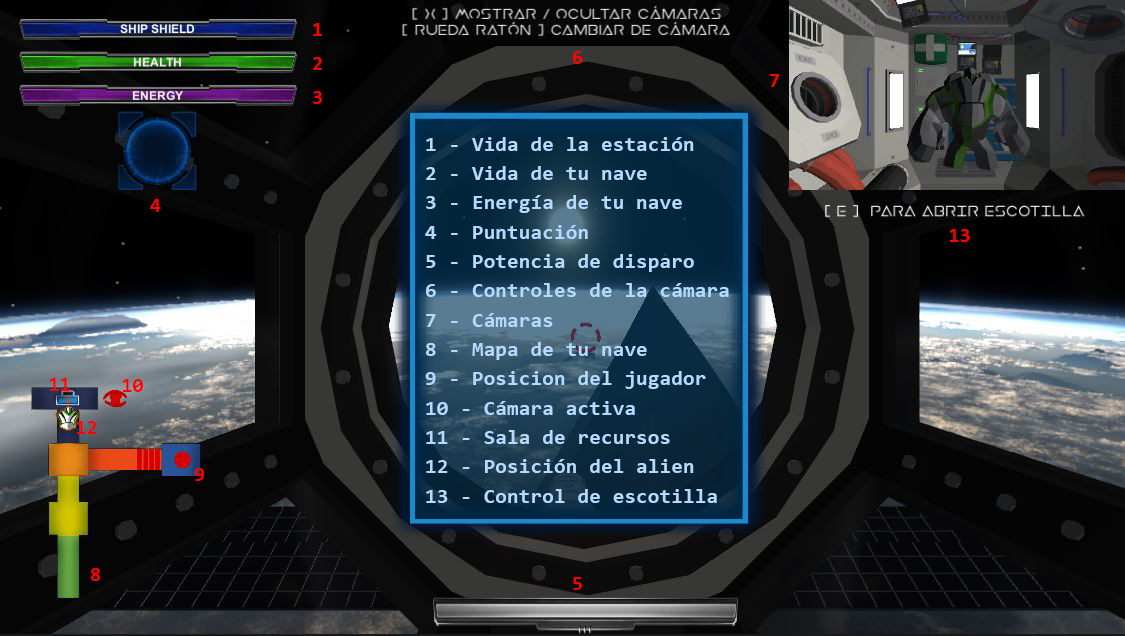 SHIP SHIELD
1
HEALTH
2
ENERGY
3
4
[ X ] MOSTRAR / OCULTAR CÁMARAS
[ RUEDA RATÓN ] CAMBIAR DE CÁMARA
6
7
[ E ] PARA ABRIR ESCOTILLA
13
1 - Vida de la estación
2 - Vida de tu nave
3 - Energía de tu nave
4 - Puntuación
5 - Potencia de disparo
6 - Controles de la cámara
7 - Cámaras
8 - Mapa de tu nave
9 - Posicion del jugador
10 - Cámara activa
11 - Sala de recursos
12 - Posición del alien
13 - Control de escotilla
11
10
12
9
8
5